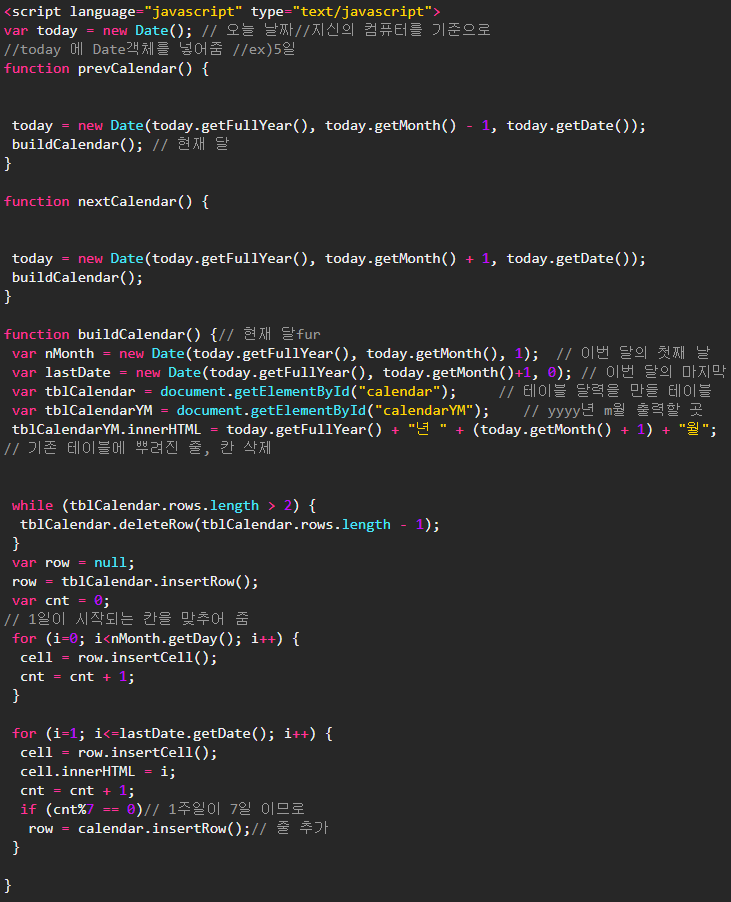 <script language="javascript" type="text/javascript">
var today = new Date(); // 오늘 날짜//지신의 컴퓨터를 기준으로
//today 에 Date객체를 넣어줌 //ex)5일
function prevCalendar() {
today = new Date(today.getFullYear(), today.getMonth() - 1, today.getDate());
buildCalendar(); // 현재 달
}
function nextCalendar() {
today = new Date(today.getFullYear(), today.getMonth() + 1, today.getDate());
buildCalendar();
}
function buildCalendar() {// 현재 달fur
var nMonth = new Date(today.getFullYear(), today.getMonth(), 1); // 이번 달의 첫째 날
var lastDate = new Date(today.getFullYear(), today.getMonth()+1, 0); // 이번 달의 마지막
var tblCalendar = document.getElementById("calendar"); // 테이블 달력을 만들 테이블
var tblCalendarYM = document.getElementById("calendarYM"); // yyyy년 m월 출력할 곳
tblCalendarYM.innerHTML = today.getFullYear() + "년 " + (today.getMonth() + 1) + "월";
// 기존 테이블에 뿌려진 줄, 칸 삭제
while (tblCalendar.rows.length > 2) {
tblCalendar.deleteRow(tblCalendar.rows.length - 1);
}
var row = null;
row = tblCalendar.insertRow();
var cnt = 0;
// 1일이 시작되는 칸을 맞추어 줌
for (i=0; i<nMonth.getDay(); i++) {
cell = row.insertCell();
cnt = cnt + 1;
}
for (i=1; i<=lastDate.getDate(); i++) {
cell = row.insertCell();
cell.innerHTML = i;
cnt = cnt + 1;
if (cnt%7 == 0)// 1주일이 7일 이므로
row = calendar.insertRow();// 줄 추가
}
}